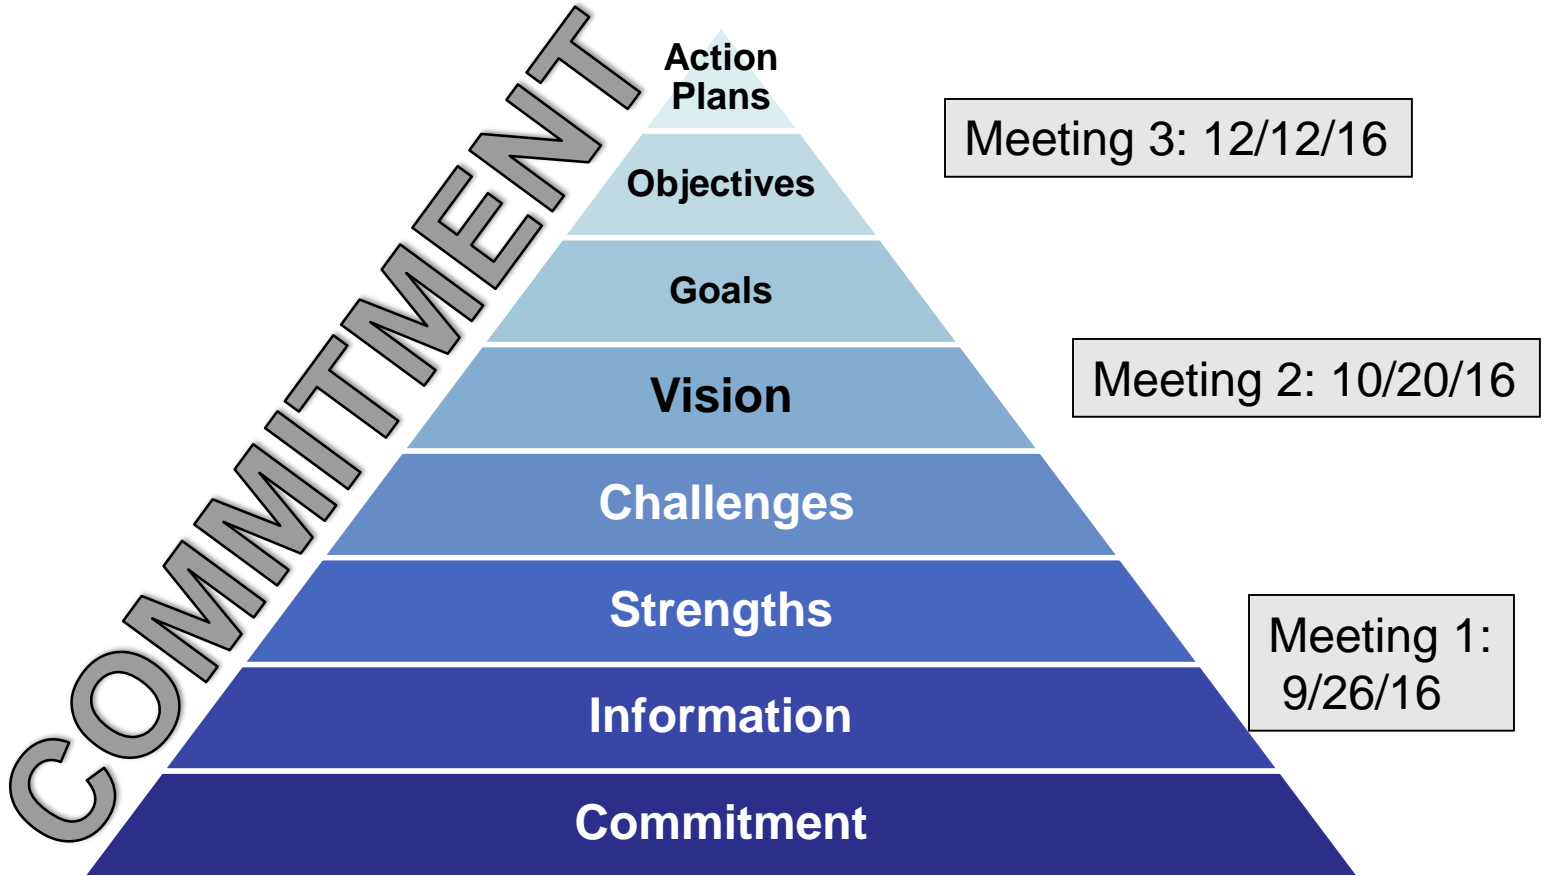 COMMITMENT
Action
Plans
Meeting 3: 12/12/16
Objectives
Goals
Meeting 2: 10/20/16
Vision
Challenges
Strengths
Meeting 1:
9/26/16
Information
Commitment